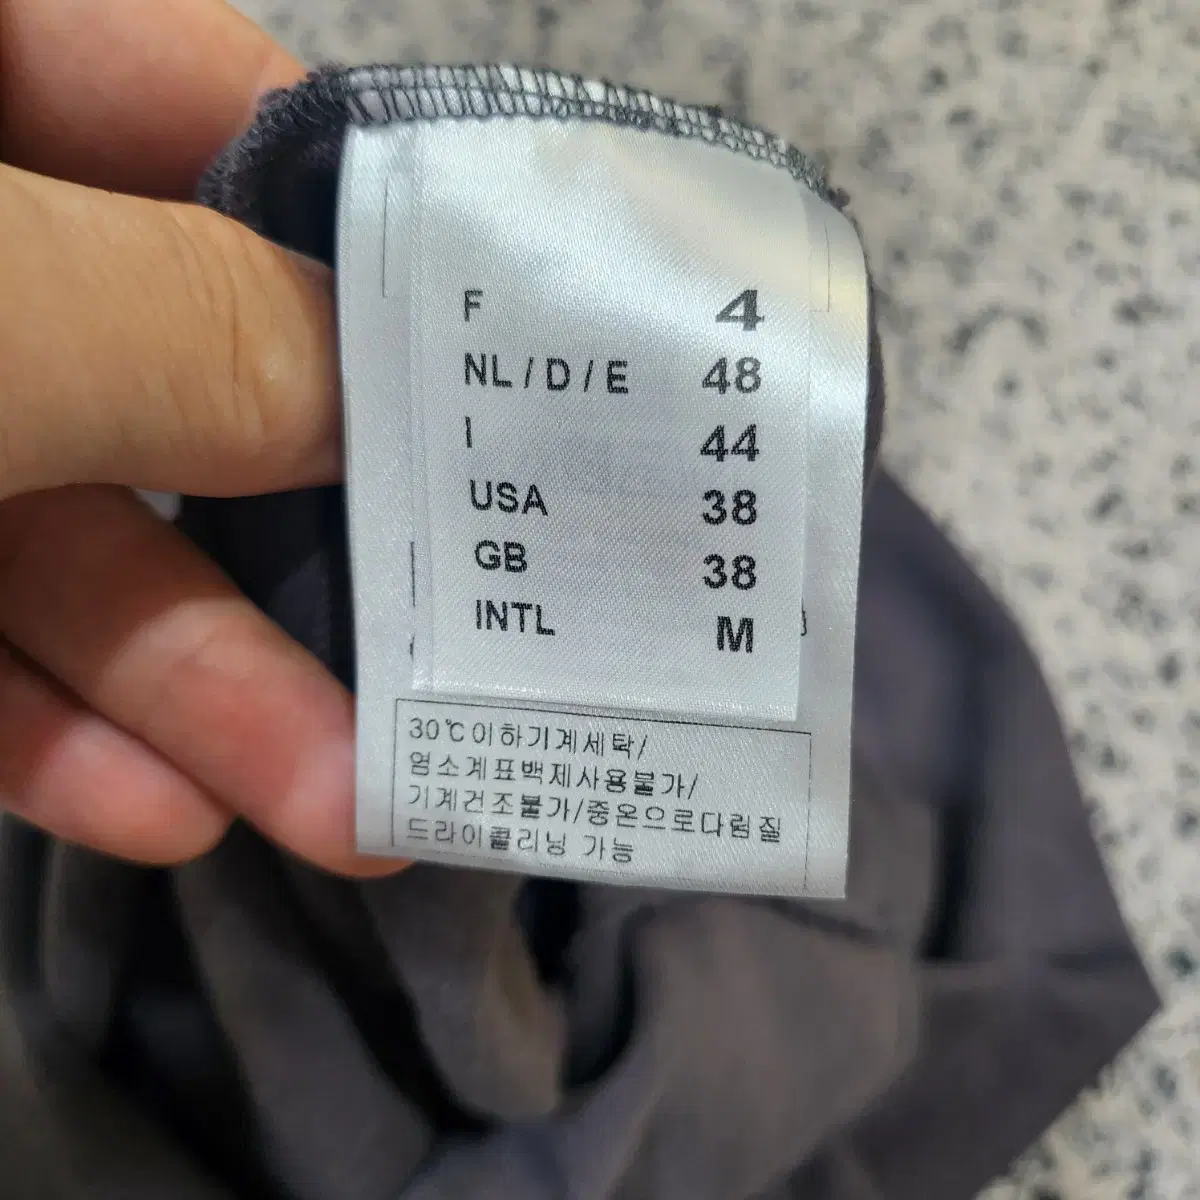 F 4
NL / D / E 48
I 44
USA 38
GB 38
INTL M
30℃이하기계세탁/
염소계표백제사용불가/
기계건조불가/중온으로다림질
드라이클리닝 가능